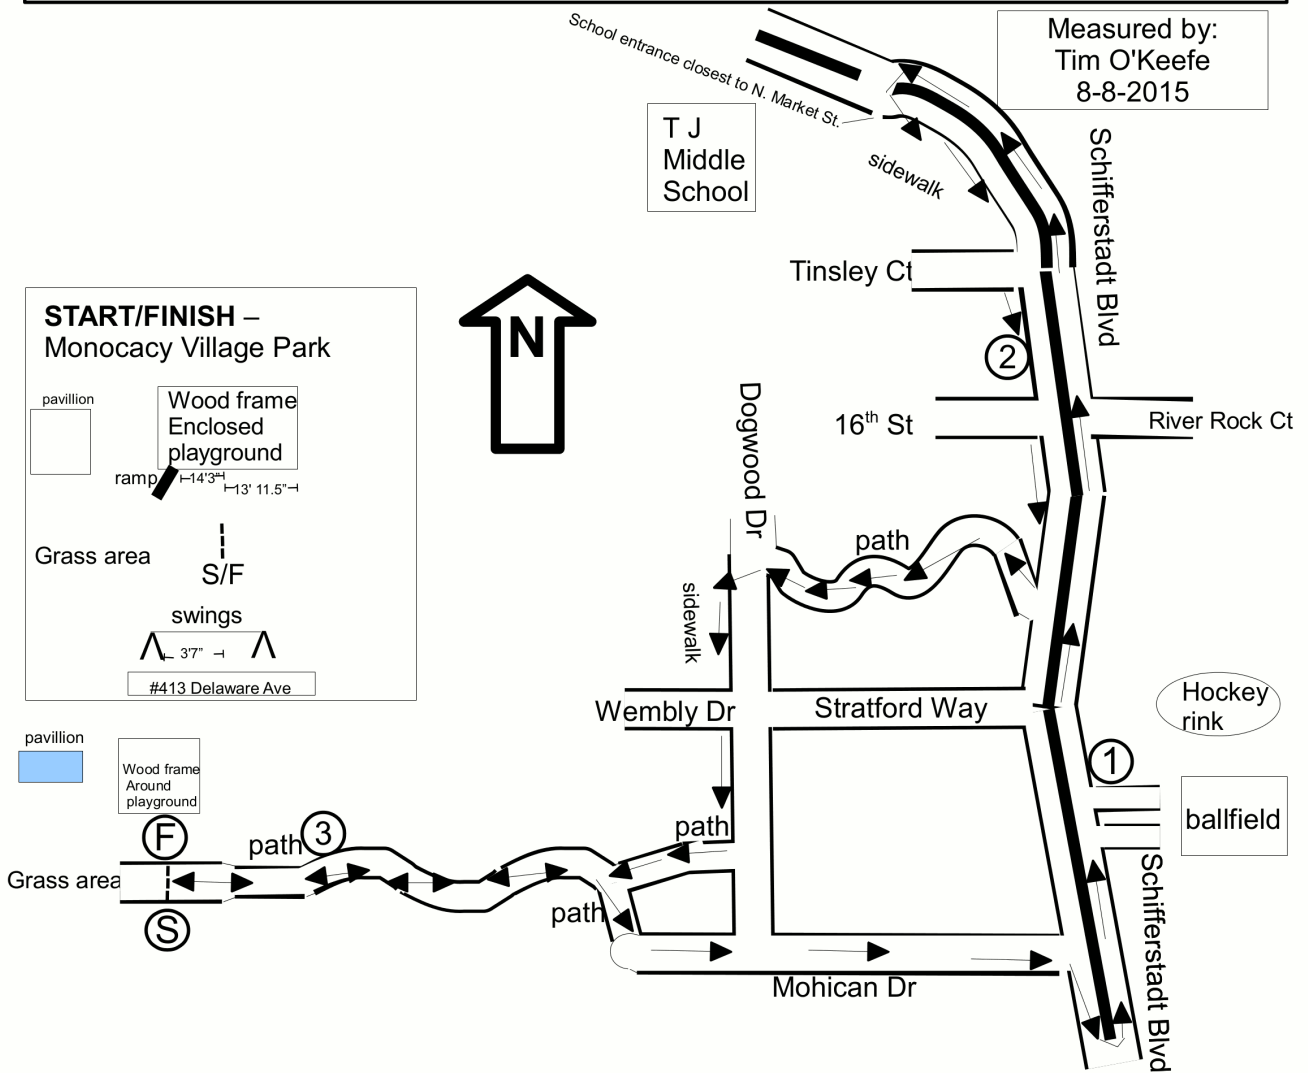 School entrance closest to N. Market St.
Measured by:
Tim O'Keefe
8-8-2015
T J
Middle
School
sidewalk
Schifferstadt Blvd
Tinsley Ct
START/FINISH –
Monocacy Village Park
N
2
pavillion
Wood frame
Enclosed
playground
Dogwood Dr
16th St
River Rock Ct
ramp
14'3"
13' 11.5"
Grass area
S/F
path
swings
sidewalk
3'7"
#413 Delaware Ave
Wembly Dr
Stratford Way
Hockey
rink
pavillion
1
Wood frame
Around
playground
ballfield
F
path
3
path
Grass area
S
path
Schifferstadt Blvd
Mohican Dr